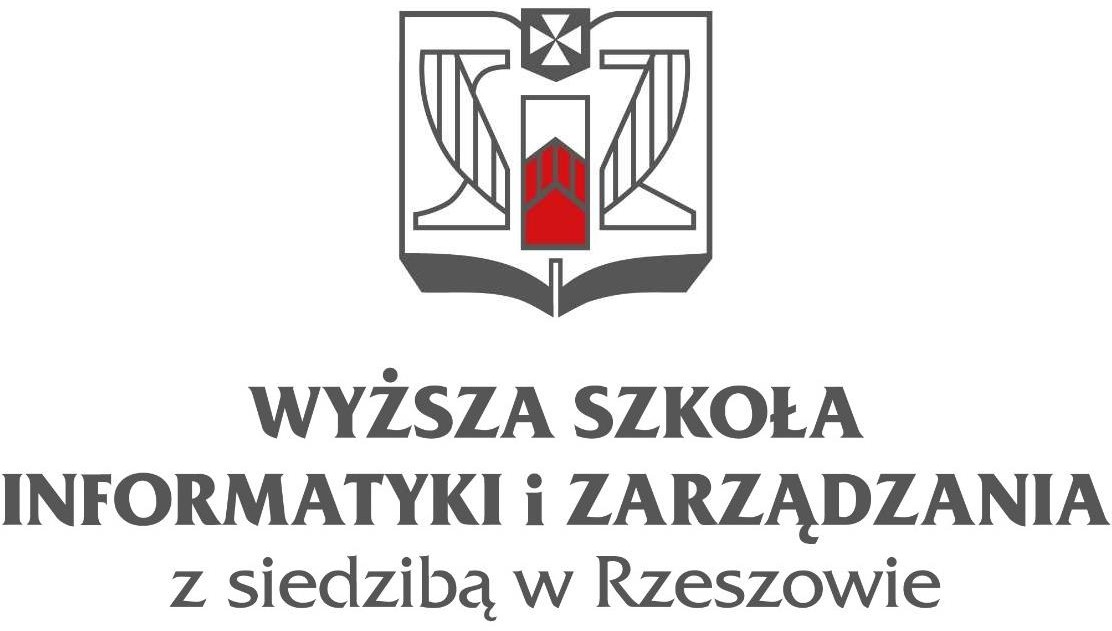 WYŻSZA SZKOŁA
INFORMATYKI i ZARZĄDZANIA
z siedzibą w Rzeszowie